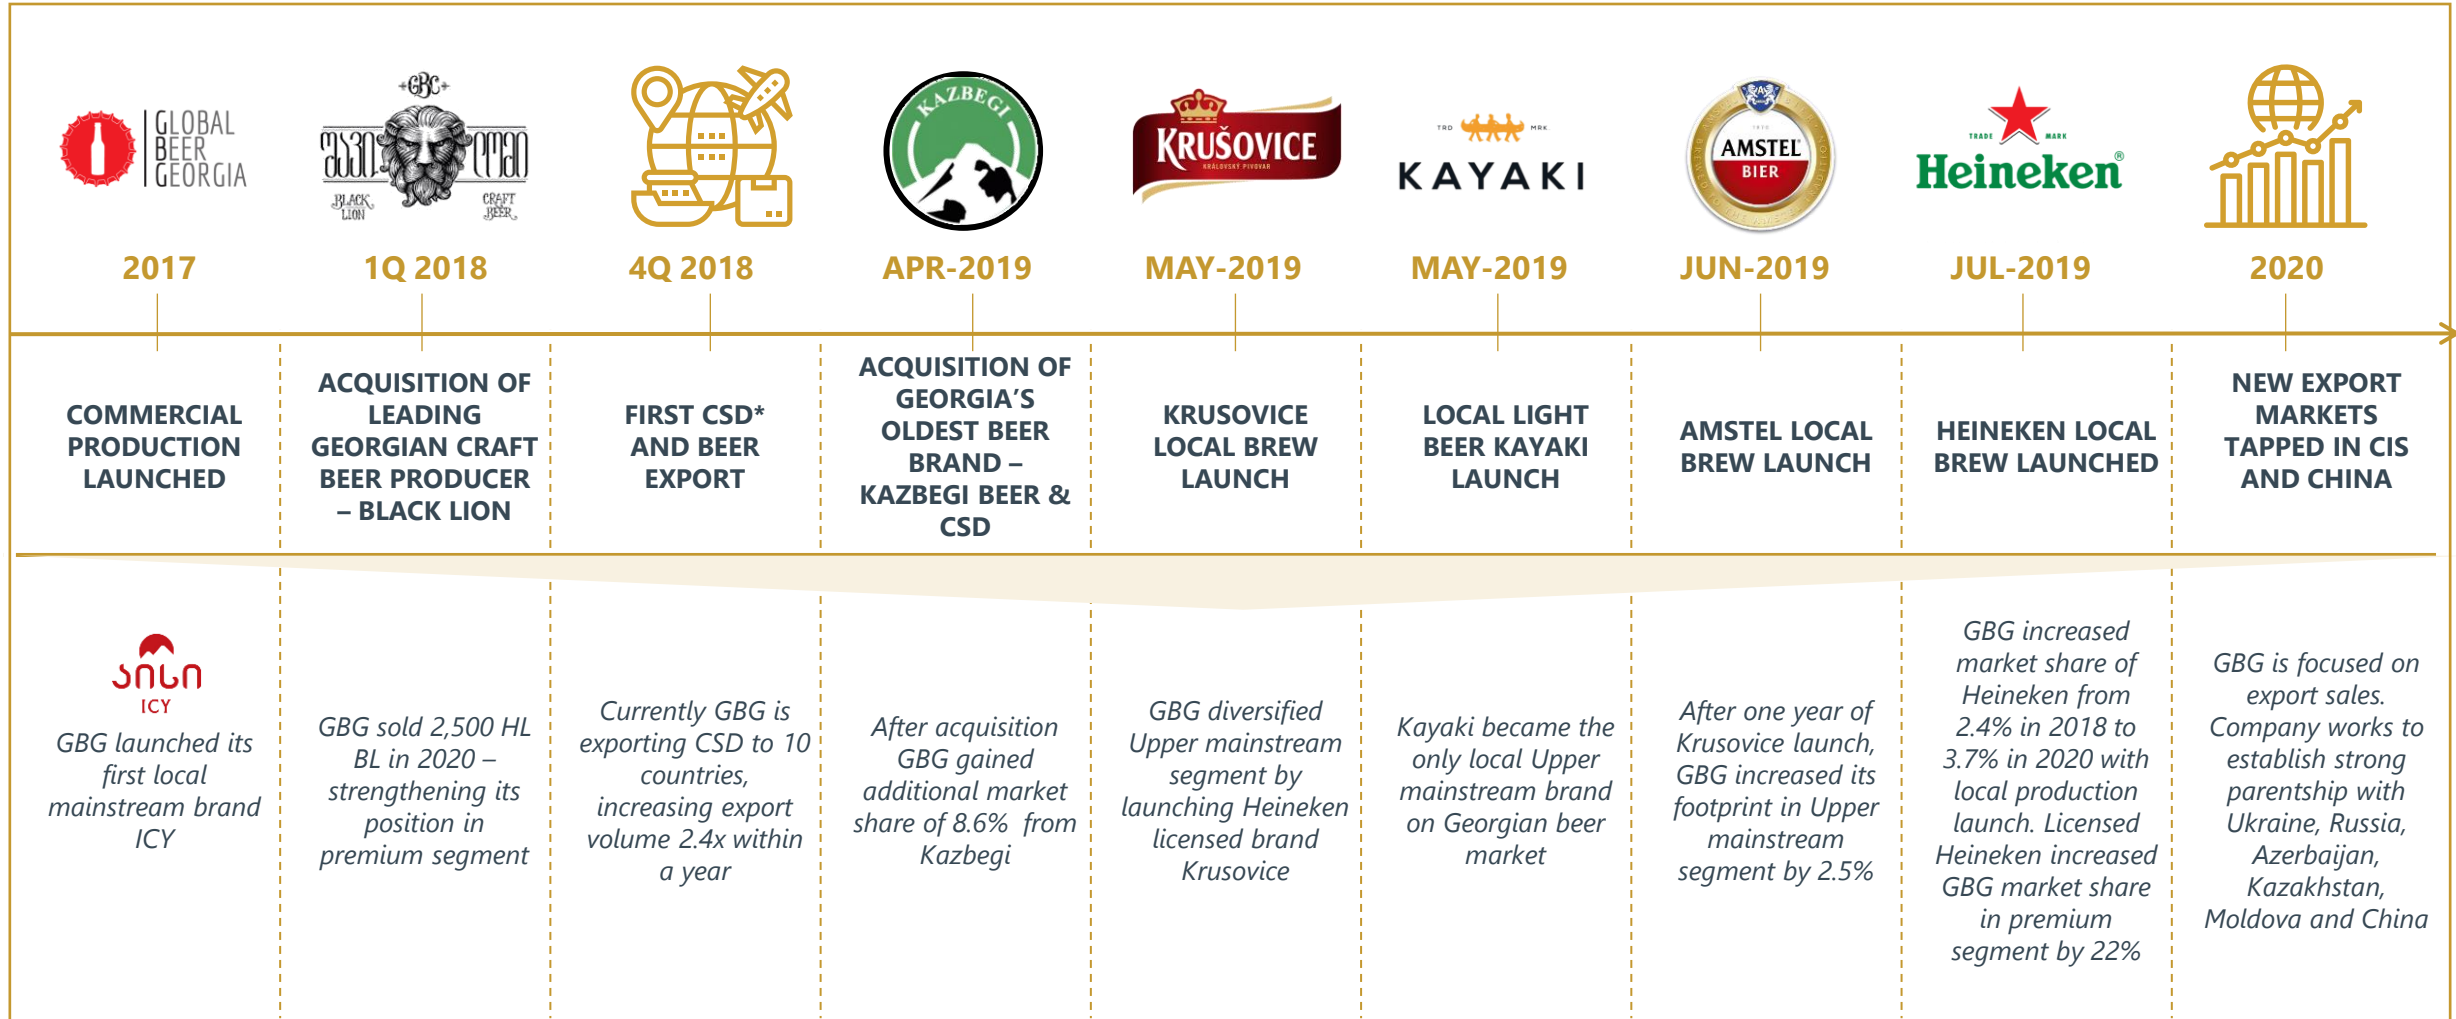 GLOBAL
BEER
GEORGIA
GBC
შავი ლომი
BLACK
LION
CRAFT
BEER
KAZBEGI
KRUŠOVICE
KRÁLOVSKÝ PIVOVAR
TRD MRK
KAYAKI
AMSTEL
BIER
TRADE MARK
Heineken®
2017
1Q 2018
4Q 2018
APR-2019
MAY-2019
MAY-2019
JUN-2019
JUL-2019
2020
COMMERCIAL
PRODUCTION
LAUNCHED
ACQUISITION OF
LEADING
GEORGIAN CRAFT
BEER PRODUCER
– BLACK LION
FIRST CSD*
AND BEER
EXPORT
ACQUISITION OF
GEORGIA’S
OLDEST BEER
BRAND –
KAZBEGI BEER &
CSD
KRUSOVICE
LOCAL BREW
LAUNCH
LOCAL LIGHT
BEER KAYAKI
LAUNCH
AMSTEL LOCAL
BREW LAUNCH
HEINEKEN LOCAL
BREW LAUNCHED
NEW EXPORT
MARKETS
TAPPED IN CIS
AND CHINA
აისი
ICY
GBG launched its
first local
mainstream brand
ICY
GBG sold 2,500 HL
BL in 2020 –
strengthening its
position in
premium segment
Currently GBG is
exporting CSD to 10
countries,
increasing export
volume 2.4x within
a year
After acquisition
GBG gained
additional market
share of 8.6% from
Kazbegi
GBG diversified
Upper mainstream
segment by
launching Heineken
licensed brand
Krusovice
Kayaki became the
only local Upper
mainstream brand
on Georgian beer
market
After one year of
Krusovice launch,
GBG increased its
footprint in Upper
mainstream
segment by 2.5%
GBG increased
market share of
Heineken from
2.4% in 2018 to
3.7% in 2020 with
local production
launch. Licensed
Heineken increased
GBG market share
in premium
segment by 22%
GBG is focused on
export sales.
Company works to
establish strong
parentship with
Ukraine, Russia,
Azerbaijan,
Kazakhstan,
Moldova and China